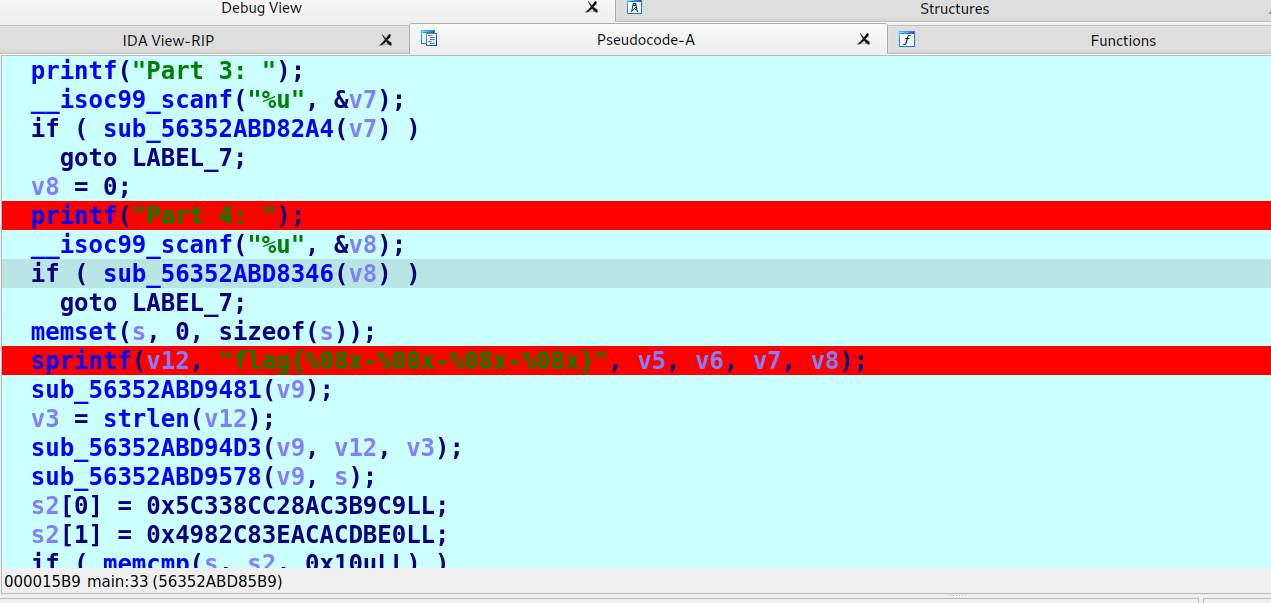 Debug View
Structures
IDA View-RIP
Pseudocode-A
Functions
printf("Part 3: ");
__isoc99_scanf("%u", &v7);
if ( sub_56352ABD82A4(v7) )
goto LABEL_7;
v8 = 0;
printf("Part 4: ");
__isoc99_scanf("%u", &v8);
if ( sub_56352ABD8346(v8) )
goto LABEL_7;
memset(s, 0, sizeof(s));
sprintf(v12, "flag{%08x-%08x-%08x-%08x}", v5, v6, v7, v8);
sub_56352ABD9481(v9);
v3 = strlen(v12);
sub_56352ABD94D3(v9, v12, v3);
sub_56352ABD9578(v9, s);
s2[0] = 0x5C338CC28AC3B9C9LL;
s2[1] = 0x4982C83EACACDBE0LL;
if ( memcmp(s, s2, 0x10uLL) )
000015B9 main:33 (56352ABD85B9)